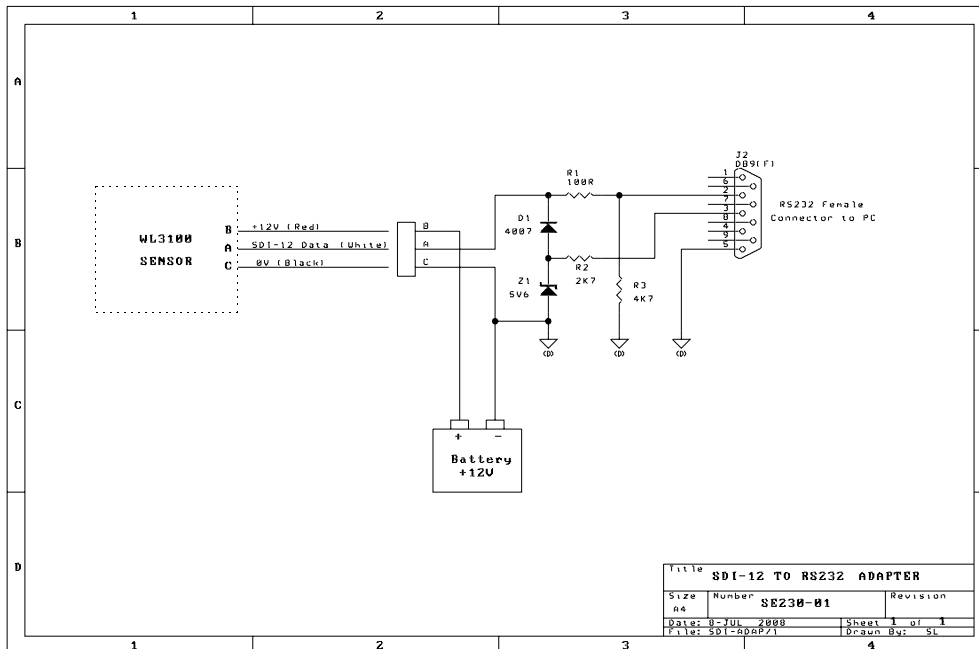 1 2 3 4
A
J2
DB9(F)
R1
100R
1
6
2
7
3
8
4
9
5
RS232 Female
Connector to PC
D1
4007
B
WL3100
SENSOR
B +12V (Red) B
A SDI-12 Data (White) A
C 0V (Black) C
R2
2K7
Z1
5V6
R3
4K7
(D) (D) (D)
C
+ -
Battery
+12V
D
Title SDI-12 TO RS232 ADAPTER
Size Number Revision
A4 SE230-01
Date: 8-JUL 2008 Sheet 1 of 1
File: SDI-ADAP/1 Drawn By: SL
1 2 3 4
A
B
C
D